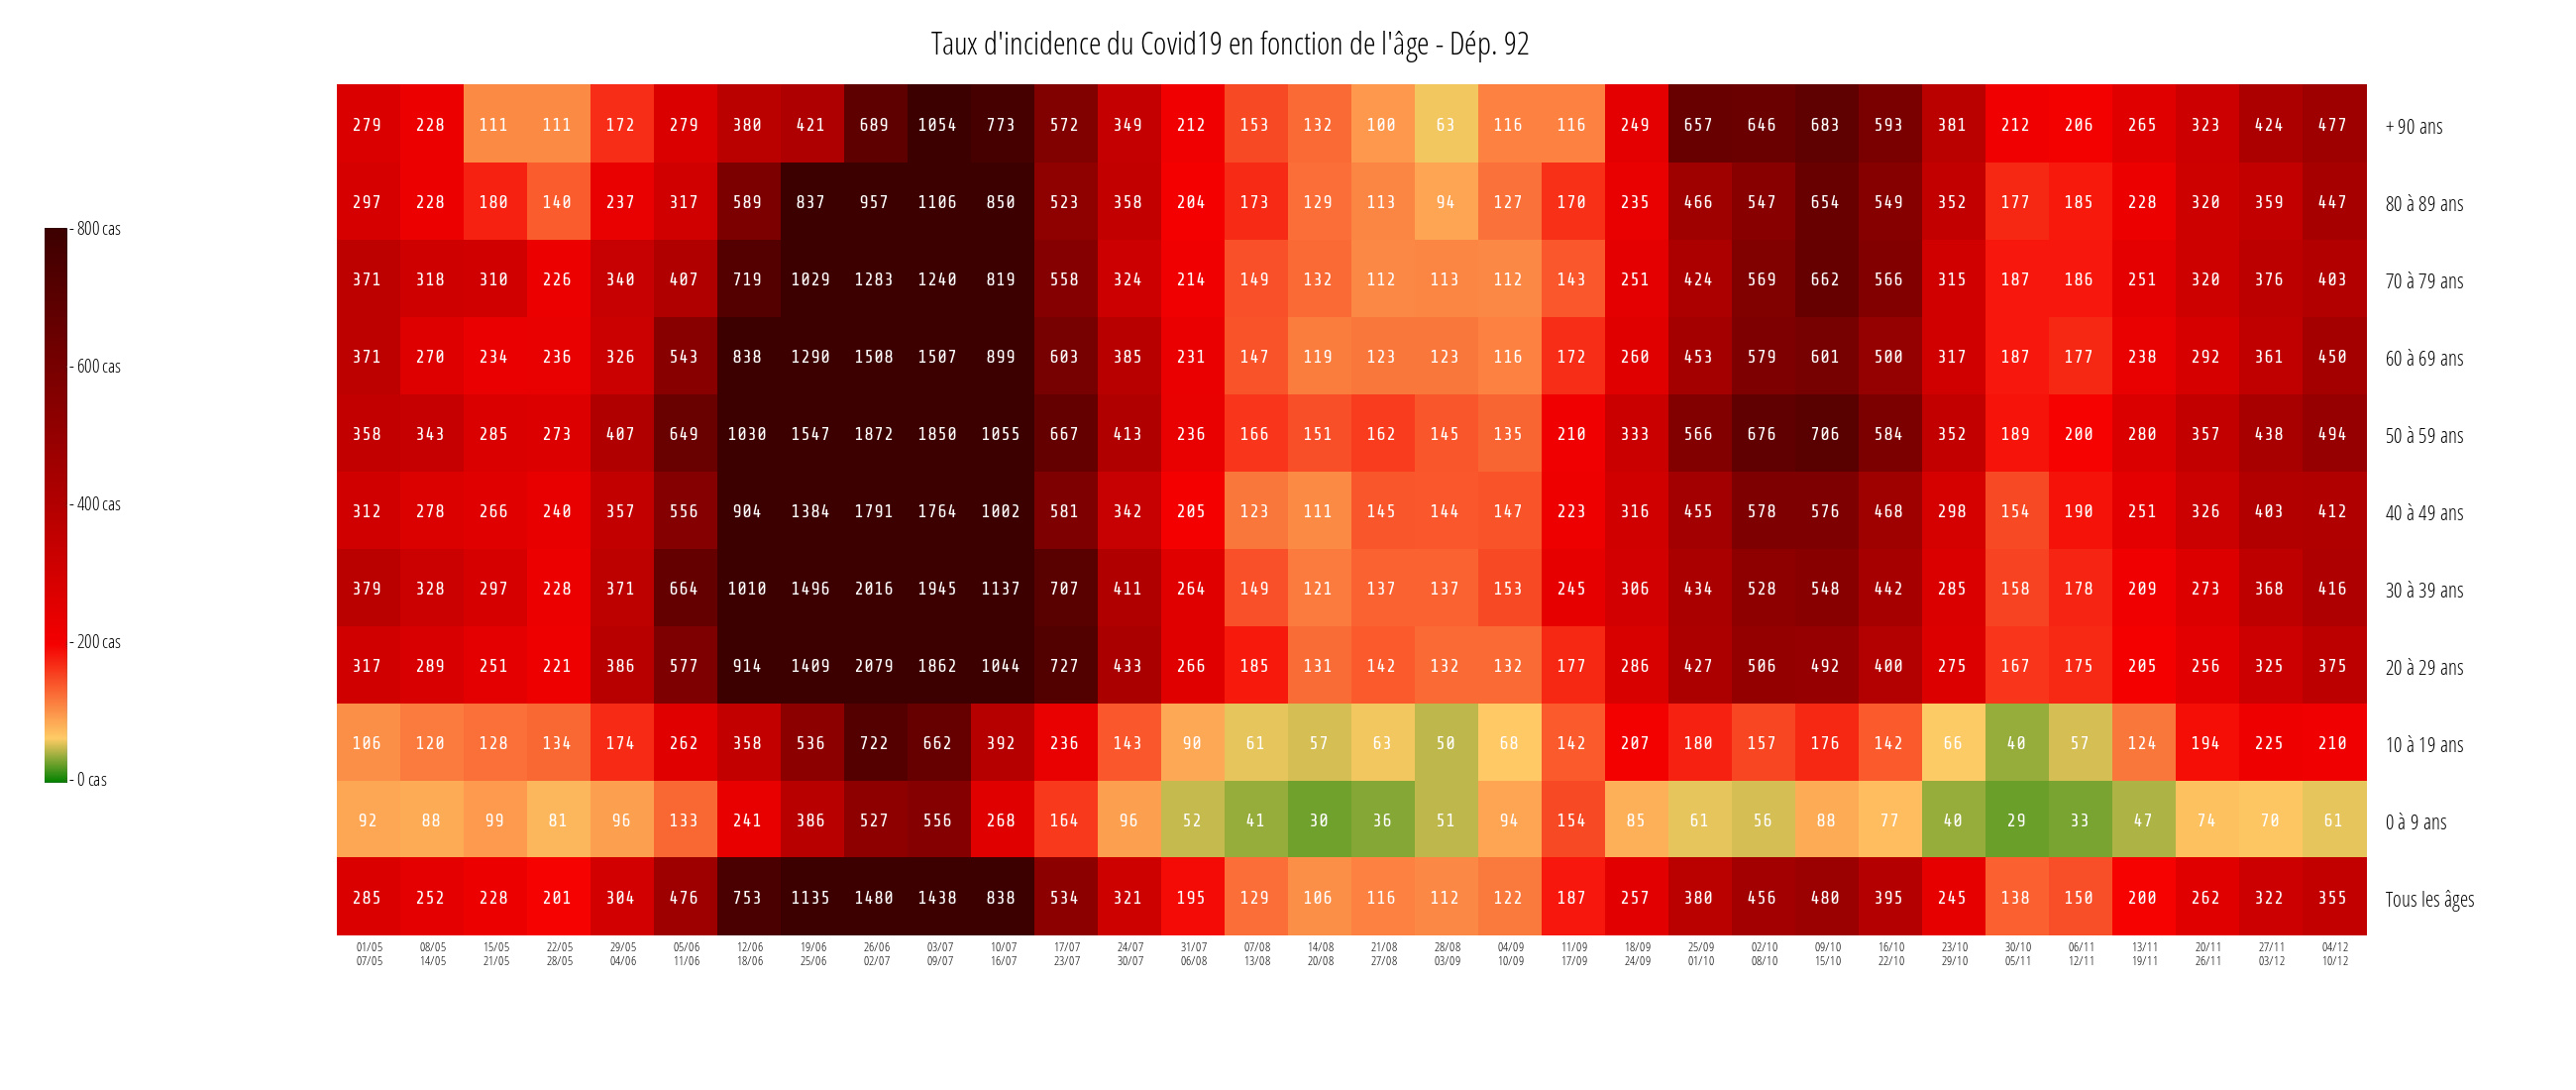 Taux d'incidence du Covid19 en fonction de l'âge - Dép. 92
- 800 cas
- 600 cas
- 400 cas
- 200 cas
- 0 cas
279 228 111 111 172 279 380 421 689 1054 773 572 349 212 153 132 100 63 116 116 249 657 646 683 593 381 212 206 265 323 424 477 + 90 ans
297 228 180 140 237 317 589 837 957 1106 850 523 358 204 173 129 113 94 127 170 235 466 547 654 549 352 177 185 228 320 359 447 80 à 89 ans
371 318 310 226 340 407 719 1029 1283 1240 819 558 324 214 149 132 112 113 112 143 251 424 569 662 566 315 187 186 251 320 376 403 70 à 79 ans
371 270 234 236 326 543 838 1290 1508 1507 899 603 385 231 147 119 123 123 116 172 260 453 579 601 500 317 187 177 238 292 361 450 60 à 69 ans
358 343 285 273 407 649 1030 1547 1872 1850 1055 667 413 236 166 151 162 145 135 210 333 566 676 706 584 352 189 200 280 357 438 494 50 à 59 ans
312 278 266 240 357 556 904 1384 1791 1764 1002 581 342 205 123 111 145 144 147 223 316 455 578 576 468 298 154 190 251 326 403 412 40 à 49 ans
379 328 297 228 371 664 1010 1496 2016 1945 1137 707 411 264 149 121 137 137 153 245 306 434 528 548 442 285 158 178 209 273 368 416 30 à 39 ans
317 289 251 221 386 577 914 1409 2079 1862 1044 727 433 266 185 131 142 132 132 177 286 427 506 492 400 275 167 175 205 256 325 375 20 à 29 ans
106 120 128 134 174 262 358 536 722 662 392 236 143 90 61 57 63 50 68 142 207 180 157 176 142 66 40 57 124 194 225 210 10 à 19 ans
92 88 99 81 96 133 241 386 527 556 268 164 96 52 41 30 36 51 94 154 85 61 56 88 77 40 29 33 47 74 70 61 0 à 9 ans
285 252 228 201 304 476 753 1135 1480 1438 838 534 321 195 129 106 116 112 122 187 257 380 456 480 395 245 138 150 200 262 322 355 Tous les âges
01/05 08/05 15/05 22/05 29/05 05/06 12/06 19/06 26/06 03/07 10/07 17/07 24/07 31/07 07/08 14/08 21/08 28/08 04/09 11/09 18/09 25/09 02/10 09/10 16/10 23/10 30/10 06/11 13/11 20/11 27/11 04/12
07/05 14/05 21/05 28/05 04/06 11/06 18/06 25/06 02/07 09/07 16/07 23/07 30/07 06/08 13/08 20/08 27/08 03/09 10/09 17/09 24/09 01/10 08/10 15/10 22/10 29/10 05/11 12/11 19/11 26/11 03/12 10/12